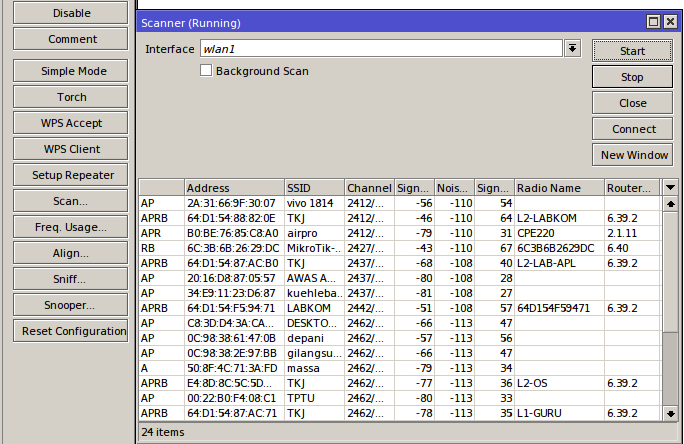 Disable
Comment
Simple Mode
Torch
WPS Accept
WPS Client
Setup Repeater
Scan...
Freq. Usage...
Align...
Sniff...
Snooper...
Reset Configuration
Scanner (Running)
Interface wlan1
Background Scan
Start
Stop
Close
Connect
New Window
Address SSID Channel Sign... Nois... Sign... Radio Name Router...
AP 2A:31:66:9F:30:07 vivo 1814 2412/... -56 -110 54
APRB 64:D1:54:88:82:0E TKJ 2412/... -46 -110 64 L2-LABKOM 6.39.2
APR B0:BE:76:85:C8:A0 airpro 2412/... -79 -110 31 CPE220 2.1.11
RB 6C:3B:6B:26:29:DC MikroTik-... 2427/... -43 -110 67 6C3B6B2629DC 6.40
APRB 64:D1:54:87:AC:B0 TKJ 2437/... -68 -108 40 L2-LAB-APL 6.39.2
AP 20:16:D8:87:05:57 AWAS A... 2437/... -80 -108 28
AP 34:E9:11:23:D6:87 kuehleba... 2437/... -81 -108 27
APRB 64:D1:54:F5:94:71 LABKOM 2442/... -51 -108 57 64D154F59471 6.39.2
AP C8:3D:D4:3A:CA... DESKTO... 2462/... -66 -113 47
AP 0C:98:38:61:47:0B depani 2462/... -57 -113 56
AP 0C:98:38:2E:97:BB gilangsu... 2462/... -66 -113 47
A 50:8F:4C:71:3A:FD massa 2462/... -79 -113 34
APRB E4:8D:8C:5C:5D... TKJ 2462/... -77 -113 36 L2-OS 6.39.2
AP 00:22:B0:F4:08:C1 TPTU 2462/... -80 -113 33
APRB 64:D1:54:87:AC:71 TKJ 2462/... -78 -113 35 L1-GURU 6.39.2
24 items